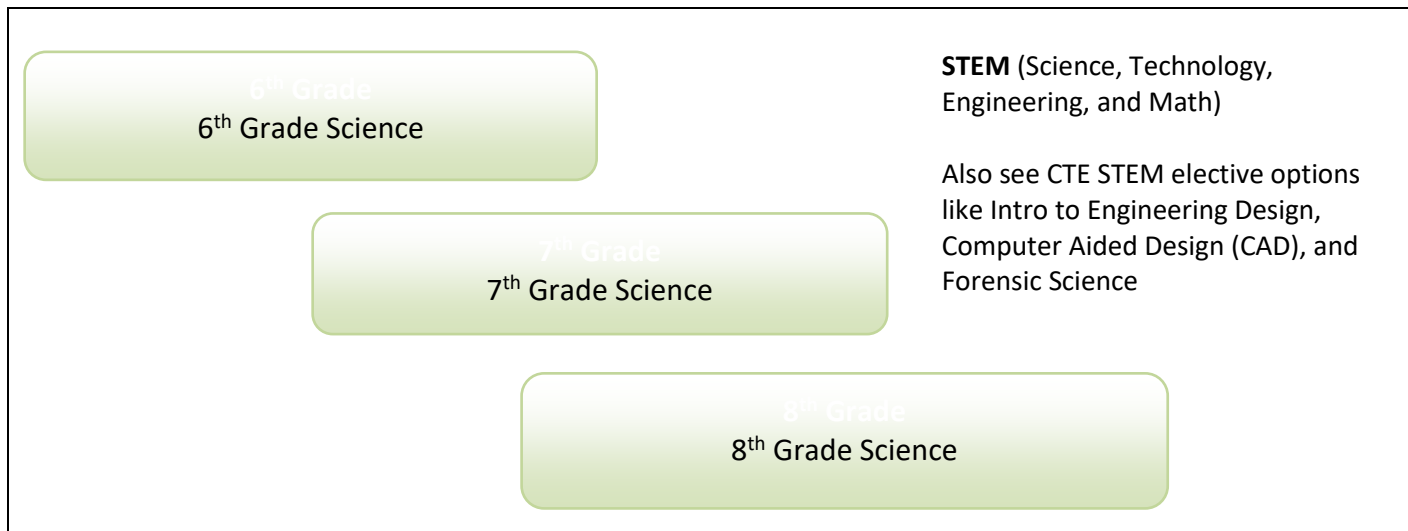 6th Grade
6th Grade Science
7th Grade
7th Grade Science
8th Grade
8th Grade Science
STEM (Science, Technology,
Engineering, and Math)
Also see CTE STEM elective options
like Intro to Engineering Design,
Computer Aided Design (CAD), and
Forensic Science